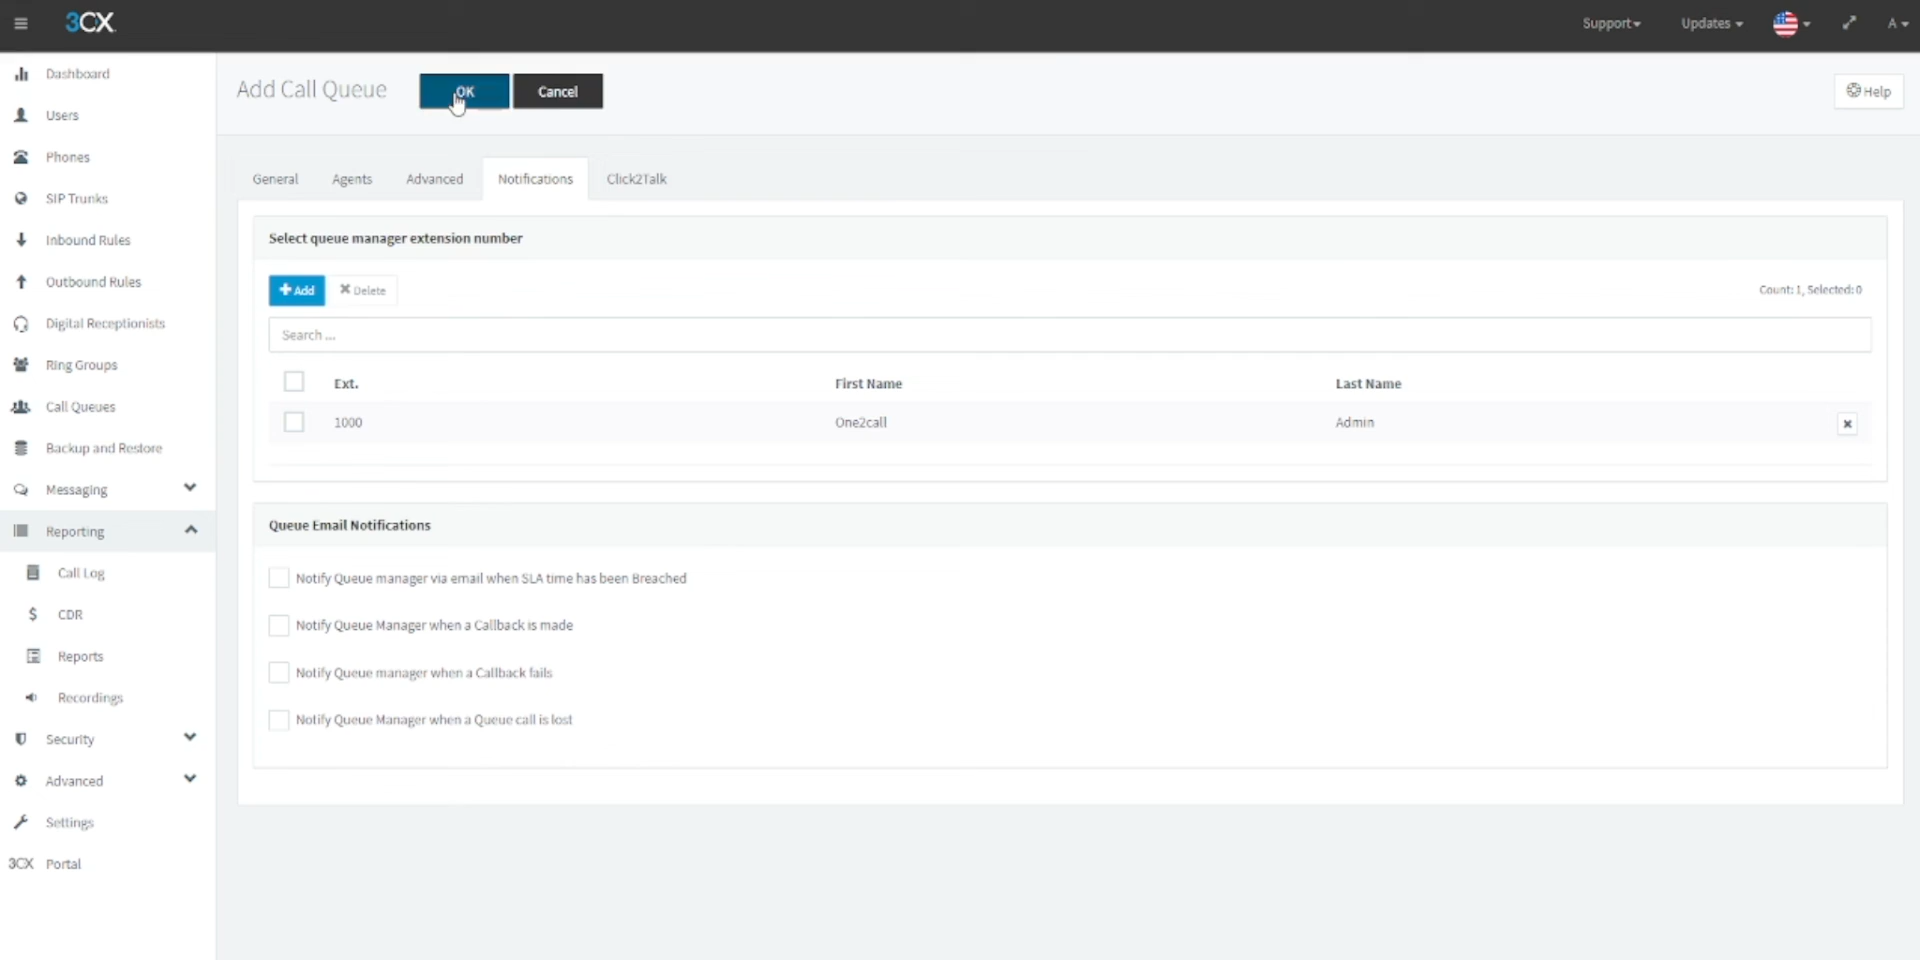 3CX
Support
Updates
A
Dashboard
Users
Phones
SIP Trunks
Inbound Rules
Outbound Rules
Digital Receptionists
Ring Groups
Call Queues
Backup and Restore
Messaging
Reporting
Call Log
$ CDR
Reports
Recordings
Security
Advanced
Settings
3CX Portal
Add Call Queue
OK
Cancel
Help
General
Agents
Advanced
Notifications
Click2Talk
Select queue manager extension number
+ Add
Delete
Count: 1, Selected: 0
Search ...
Ext. First Name Last Name
1000 One2call Admin
Queue Email Notifications
Notify Queue manager via email when SLA time has been Breached
Notify Queue Manager when a Callback is made
Notify Queue manager when a Callback fails
Notify Queue Manager when a Queue call is lost